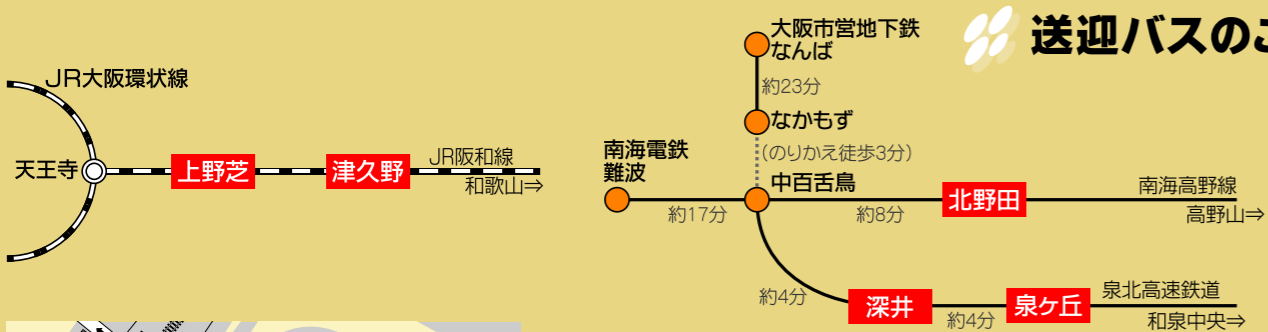 送迎バスのご
JR大阪環状線
天王寺
上野芝
津久野
JR阪和線
和歌山⇒
大阪市営地下鉄
なんば
約23分
なかもず
(のりかえ徒歩3分)
南海電鉄
難波
中百舌鳥
約17分
約8分
北野田
南海高野線
高野山⇒
約4分
深井
約4分
泉ヶ丘
泉北高速鉄道
和泉中央⇒